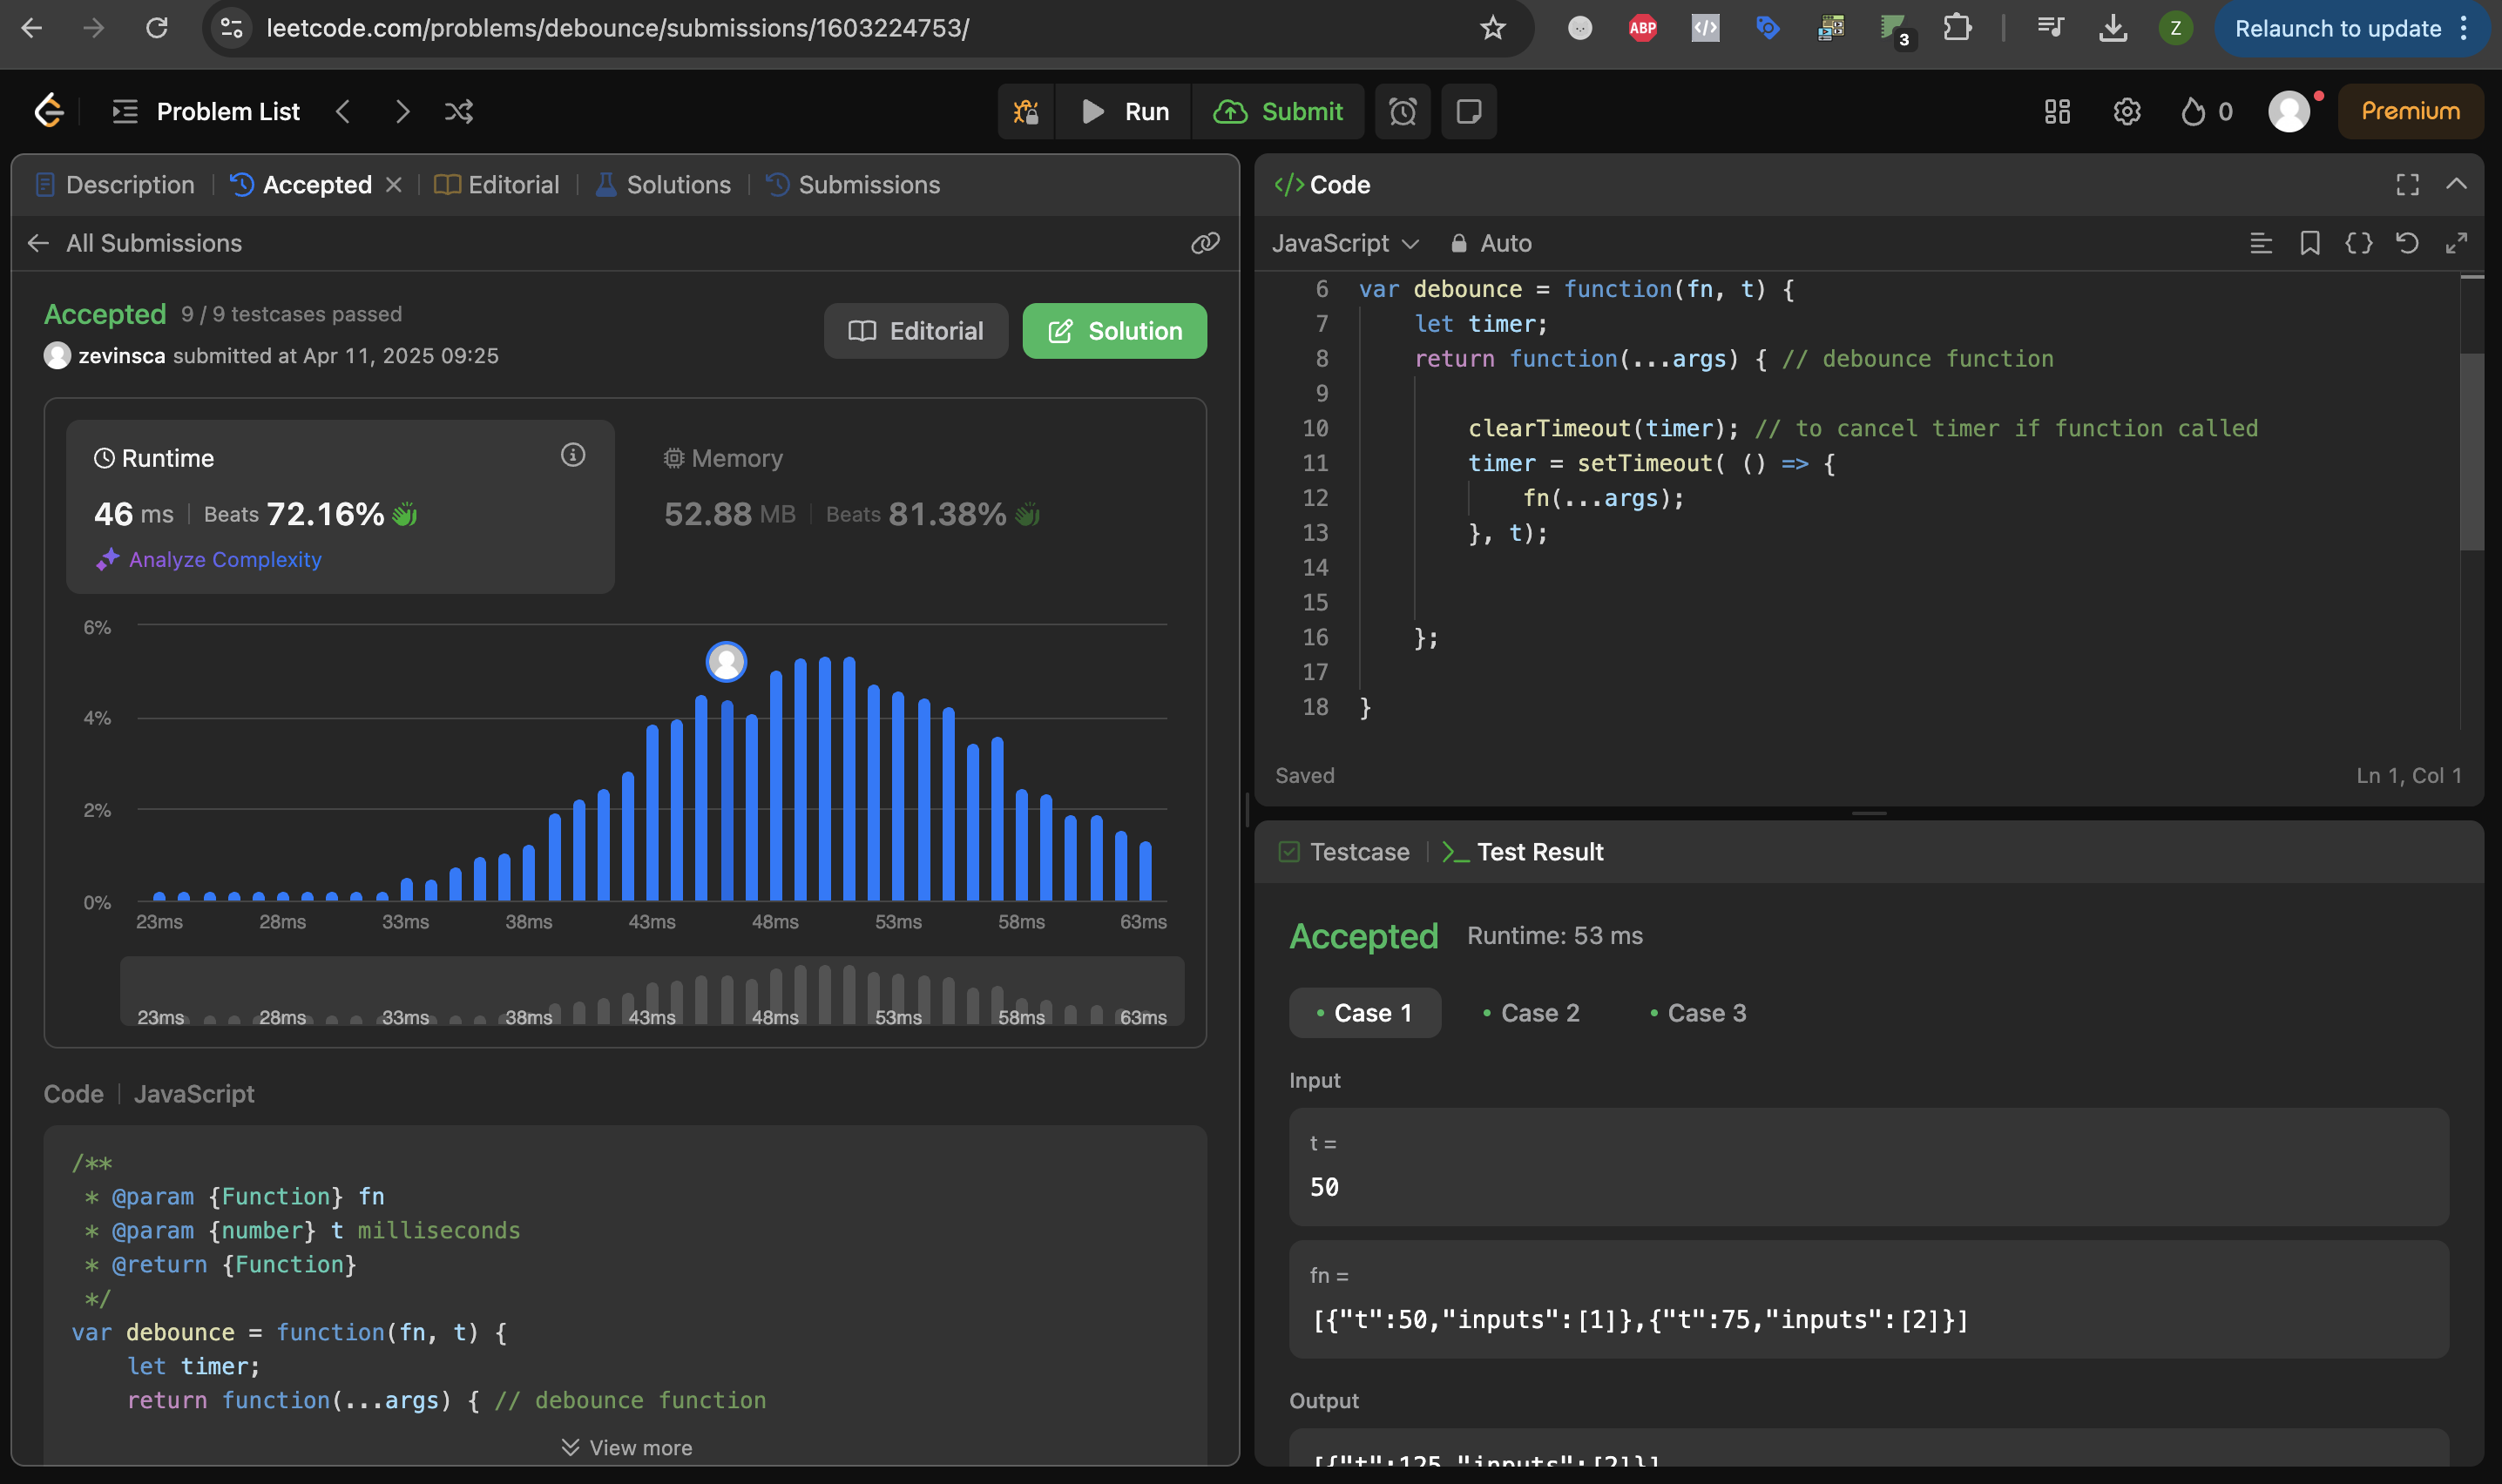 leetcode.com/problems/debounce/submissions/1603224753/
ABP
3
Z
Relaunch to update
Problem List
Run
Submit
0
Premium
Description
Accepted
Editorial
Solutions
Submissions
All Submissions
Accepted 9 / 9 testcases passed
zevinsca submitted at Apr 11, 2025 09:25
Editorial
Solution
Runtime
46 ms | Beats 72.16%
Analyze Complexity
Memory
52.88 MB | Beats 81.38%
6%
4%
2%
0%
23ms 28ms 33ms 38ms 43ms 48ms 53ms 58ms 63ms
23ms 28ms 33ms 38ms 43ms 48ms 53ms 58ms 63ms
Code | JavaScript
/**
 * @param {Function} fn
 * @param {number} t milliseconds
 * @return {Function}
 */
var debounce = function(fn, t) {
    let timer;
    return function(...args) { // debounce function
View more
</> Code
JavaScript
Auto
6 var debounce = function(fn, t) {
7     let timer;
8     return function(...args) { // debounce function
9
10         clearTimeout(timer); // to cancel timer if function called
11         timer = setTimeout( () => {
12             fn(...args);
13         }, t);
14
15
16     };
17
18 }
Saved
Ln 1, Col 1
Testcase
Test Result
Accepted Runtime: 53 ms
• Case 1 • Case 2 • Case 3
Input
t =
50
fn =
[{"t":50,"inputs":[1]},{"t":75,"inputs":[2]}]
Output
[{"t":125,"inputs":[2]}]